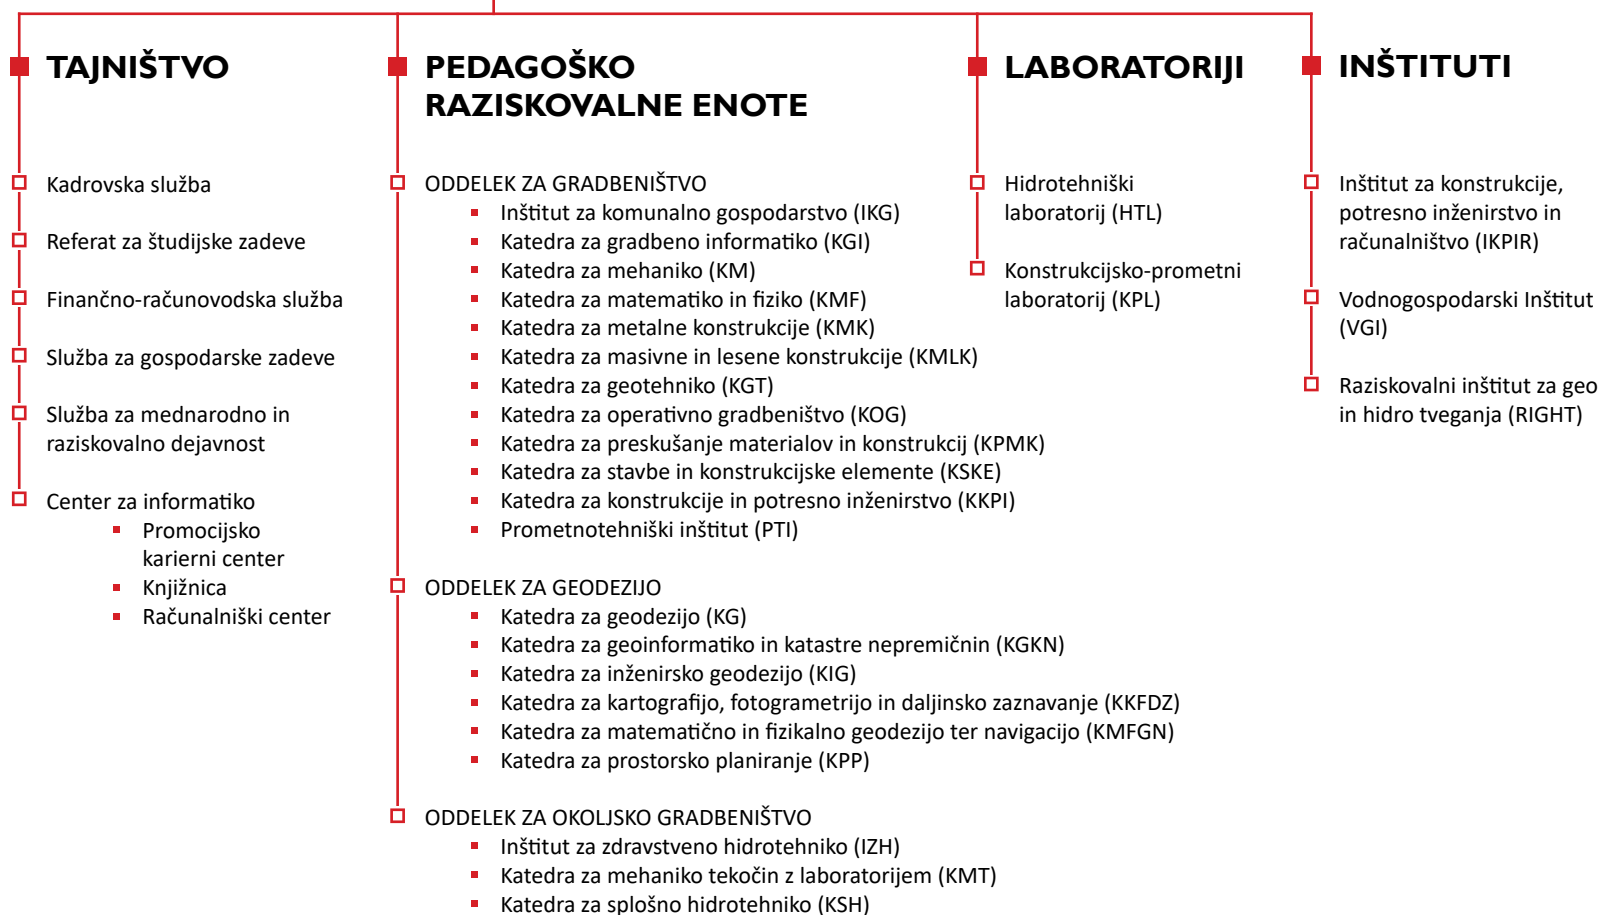 TAJNIŠTVO
Kadrovska služba
Referat za študijske zadeve
Finančno-računovodska služba
Služba za gospodarske zadeve
Služba za mednarodno in
raziskovalno dejavnost
Center za informatiko
Promocijsko
karierni center
Knjižnica
Računalniški center
PEDAGOŠKO
RAZISKOVALNE ENOTE
ODDELEK ZA GRADBENIŠTVO
Inštitut za komunalno gospodarstvo (IKG)
Katedra za gradbeno informatiko (KGI)
Katedra za mehaniko (KM)
Katedra za matematiko in fiziko (KMF)
Katedra za metalne konstrukcije (KMK)
Katedra za masivne in lesene konstrukcije (KMLK)
Katedra za geotehniko (KGT)
Katedra za operativno gradbeništvo (KOG)
Katedra za preskušanje materialov in konstrukcij (KPMK)
Katedra za stavbe in konstrukcijske elemente (KSKE)
Katedra za konstrukcije in potresno inženirstvo (KKPI)
Prometnotehniški inštitut (PTI)
ODDELEK ZA GEODEZIJO
Katedra za geodezijo (KG)
Katedra za geoinformatiko in katastre nepremičnin (KGKN)
Katedra za inženirsko geodezijo (KIG)
Katedra za kartografijo, fotogrametrijo in daljinsko zaznavanje (KKFDZ)
Katedra za matematično in fizikalno geodezijo ter navigacijo (KMFGN)
Katedra za prostorsko planiranje (KPP)
ODDELEK ZA OKOLJSKO GRADBENIŠTVO
Inštitut za zdravstveno hidrotehniko (IZH)
Katedra za mehaniko tekočin z laboratorijem (KMT)
Katedra za splošno hidrotehniko (KSH)
LABORATORIJI
Hidrotehniški
laboratorij (HTL)
Konstrukcijsko-prometni
laboratorij (KPL)
INŠTITUTI
Inštitut za konstrukcije,
potresno inženirstvo in
računalništvo (IKPIR)
Vodnogospodarski Inštitut
(VGI)
Raziskovalni inštitut za geo
in hidro tveganja (RIGHT)